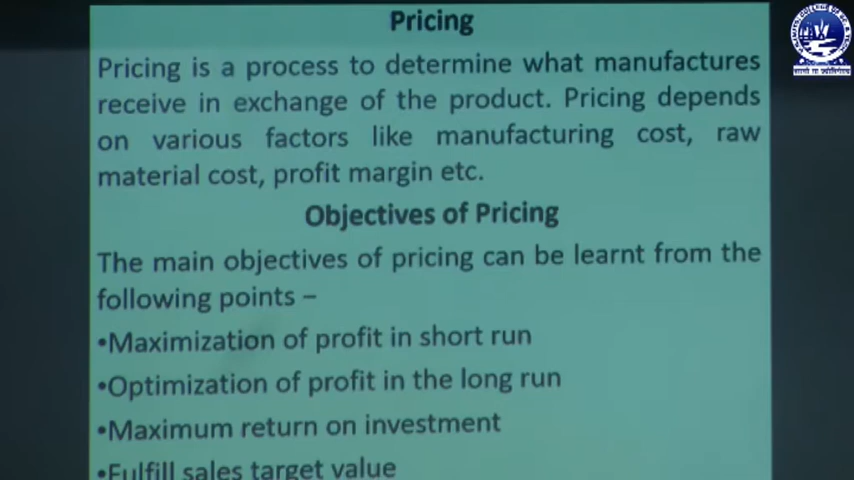 Pricing
Pricing is a process to determine what manufactures
receive in exchange of the product. Pricing depends
on various factors like manufacturing cost, raw
material cost, profit margin etc.
Objectives of Pricing
The main objectives of pricing can be learnt from the
following points –
•Maximization of profit in short run
•Optimization of profit in the long run
•Maximum return on investment
•Fulfill sales target value